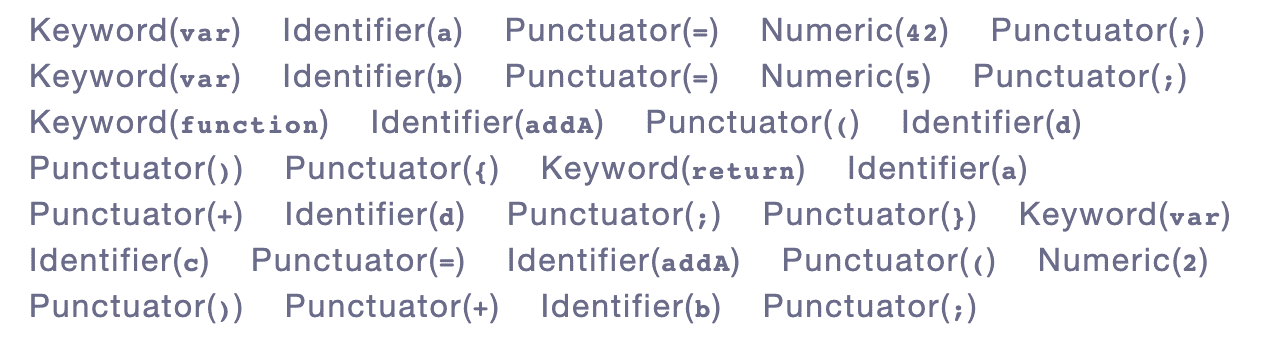 Keyword(var) Identifier(a) Punctuator(=) Numeric(42) Punctuator(;)
Keyword(var) Identifier(b) Punctuator(=) Numeric(5) Punctuator(;)
Keyword(function) Identifier(addA) Punctuator(() Identifier(d)
Punctuator()) Punctuator({) Keyword(return) Identifier(a)
Punctuator(+) Identifier(d) Punctuator(;) Punctuator(}) Keyword(var)
Identifier(c) Punctuator(=) Identifier(addA) Punctuator(() Numeric(2)
Punctuator()) Punctuator(+) Identifier(b) Punctuator(;)